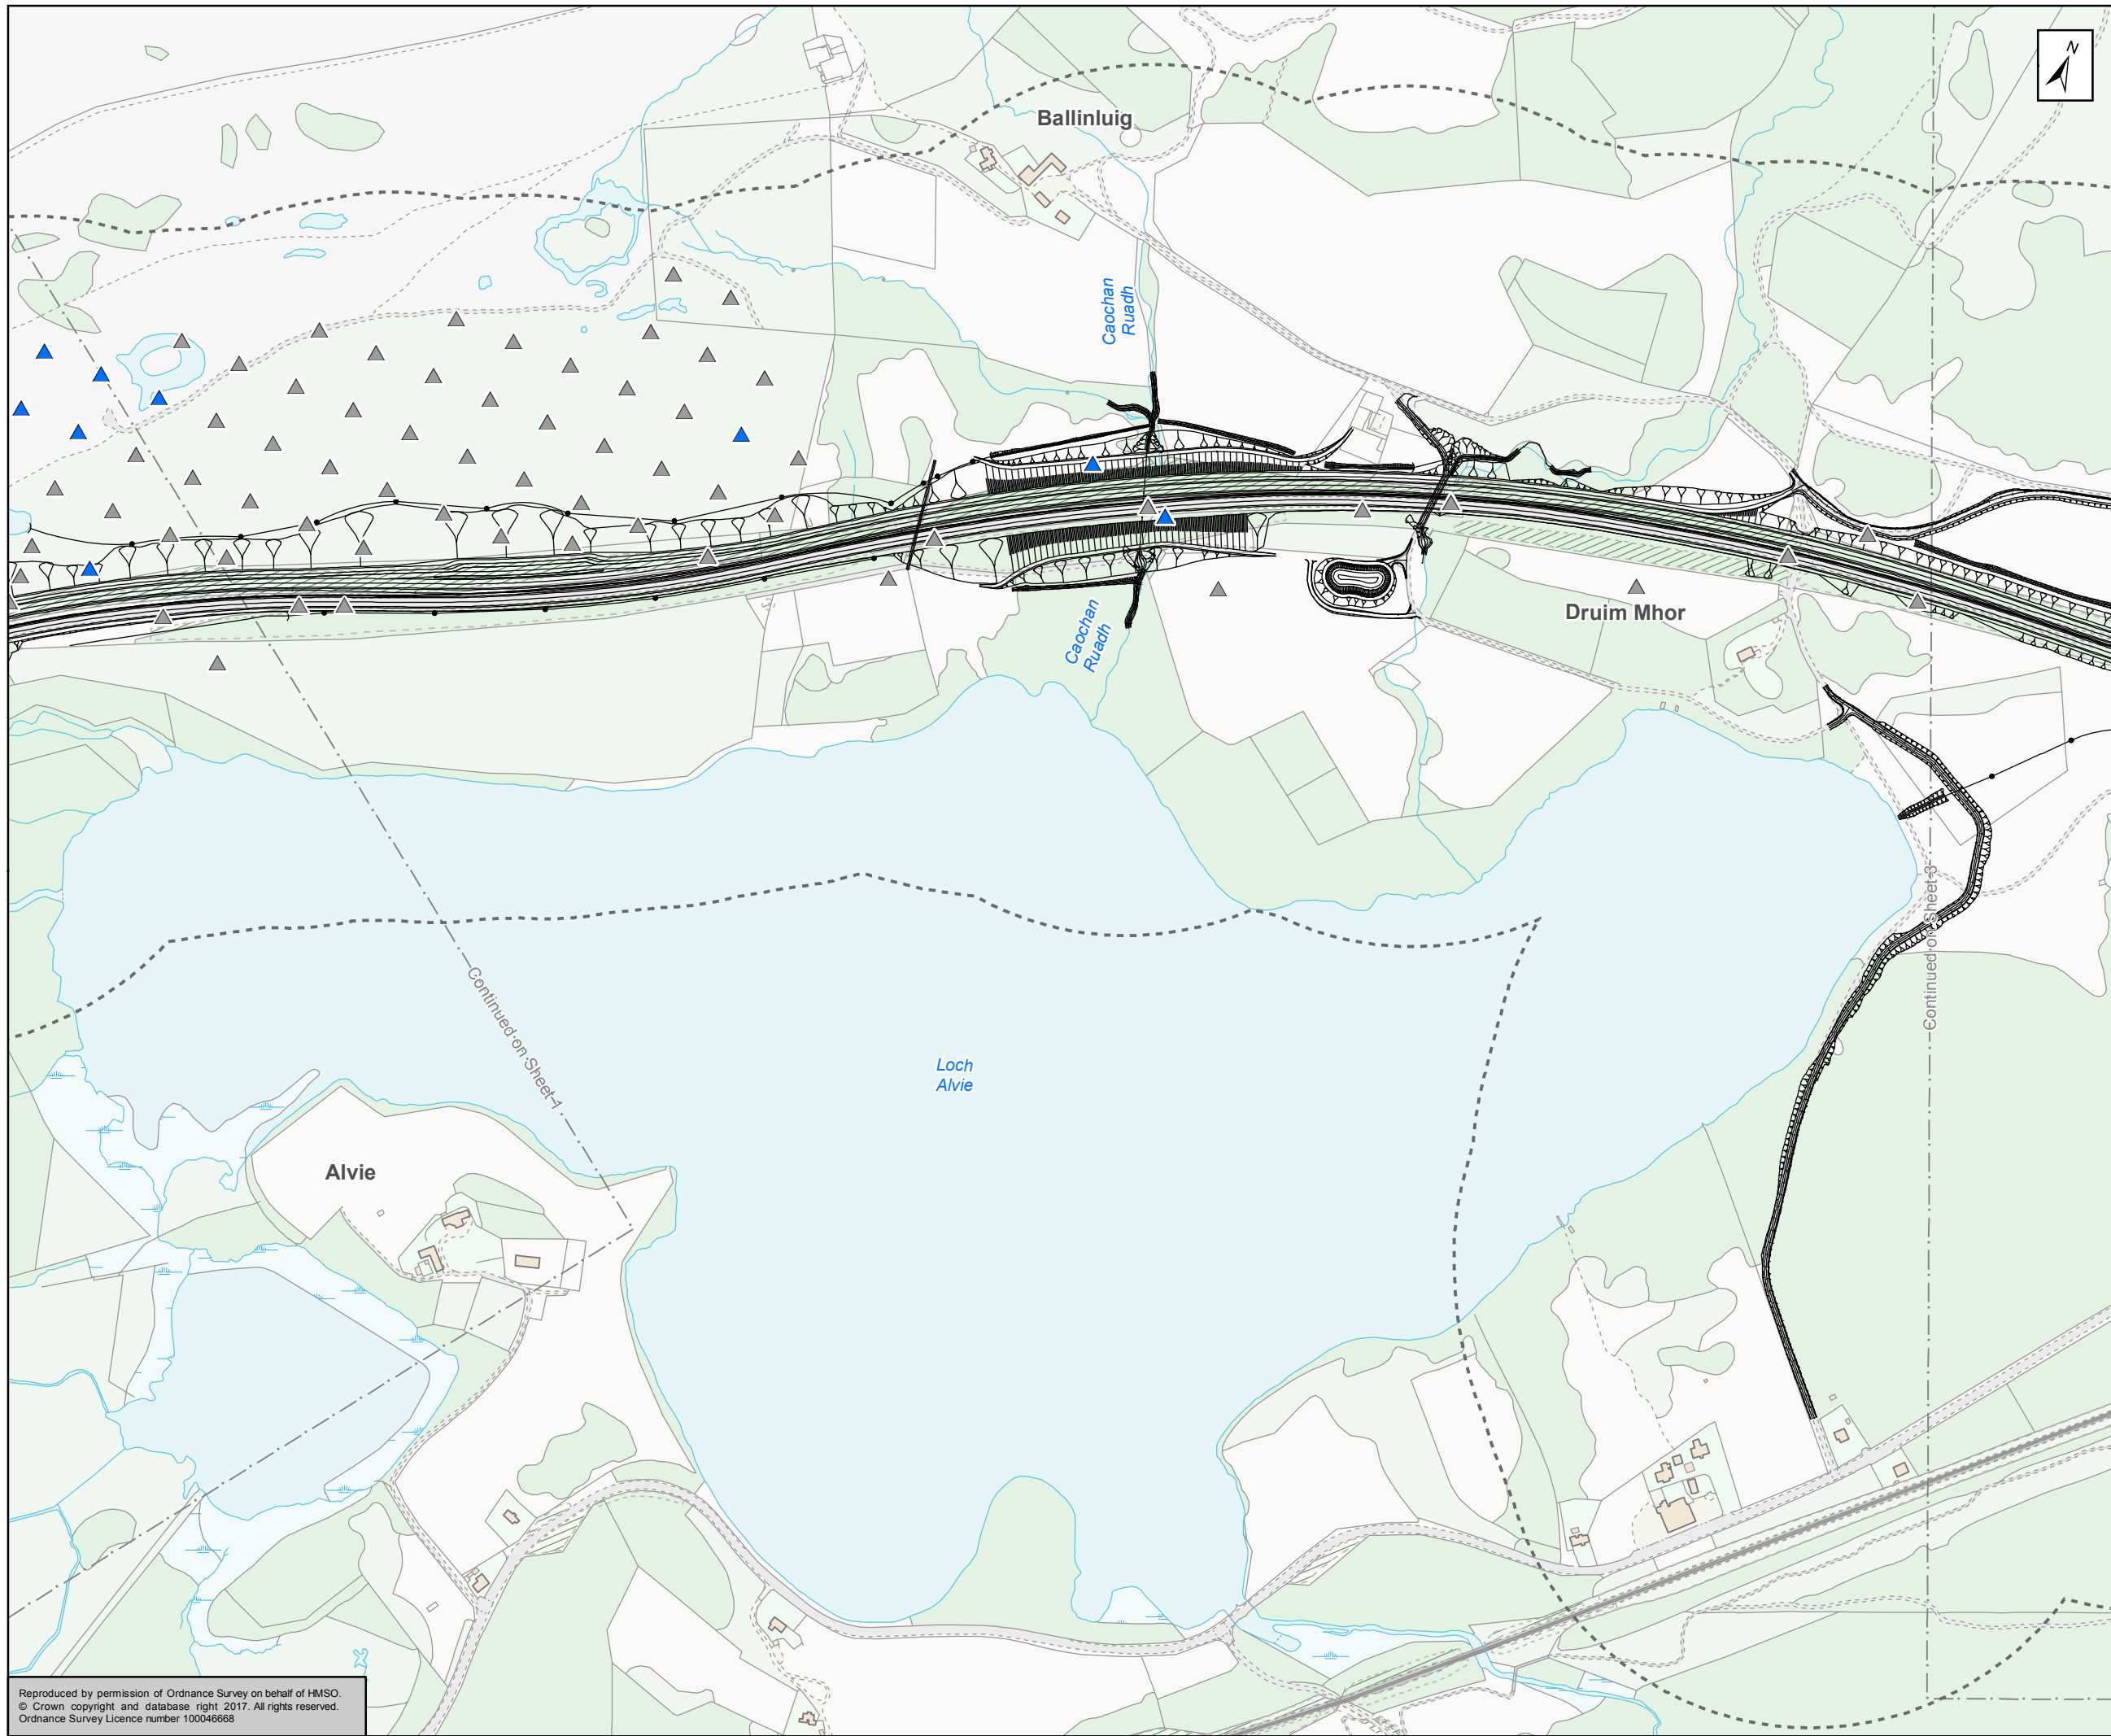 N
Ballinluig
Caochan
Ruadh
Caochan
Ruadh
Druim Mhor
Continued on Sheet 3
Continued on Sheet 1
Loch
Alvie
Alvie
Reproduced by permission of Ordnance Survey on behalf of HMSO.
© Crown copyright and database right 2017. All rights reserved.
Ordnance Survey Licence number 100046668